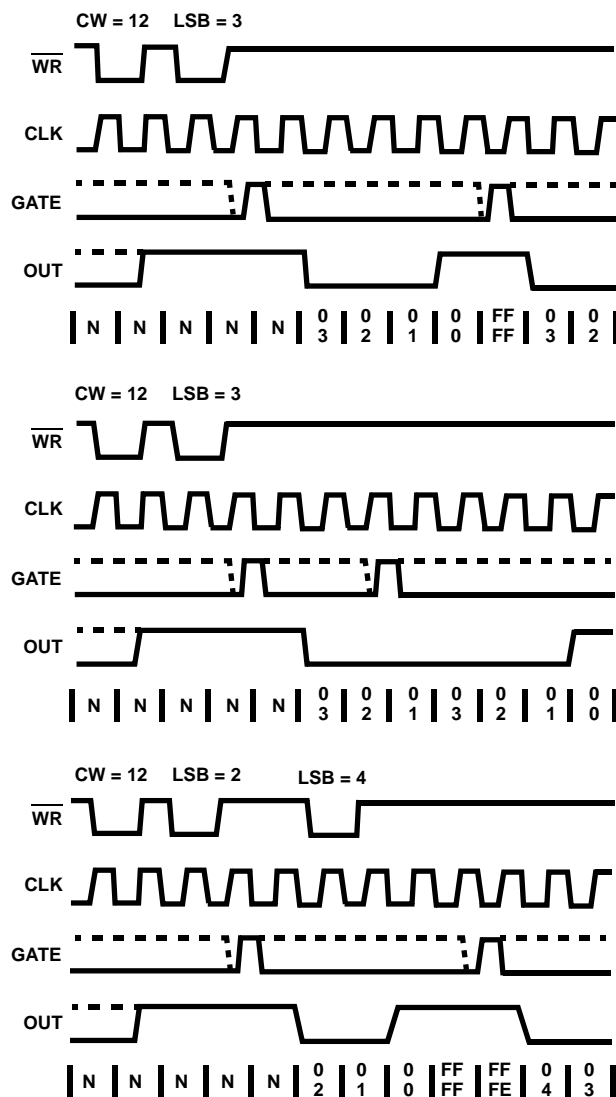 CW = 12 LSB = 3
WR
CLK
GATE
OUT
N N N N N 0 0 0 0 FF 0 0
3 2 1 0 FF 3 2
CW = 12 LSB = 3
WR
CLK
GATE
OUT
N N N N N 0 0 0 0 0 0 0
3 2 1 3 2 1 0
CW = 12 LSB = 2 LSB = 4
WR
CLK
GATE
OUT
N N N N N 0 0 0 FF FF 0 0
2 1 0 FF FE 4 3